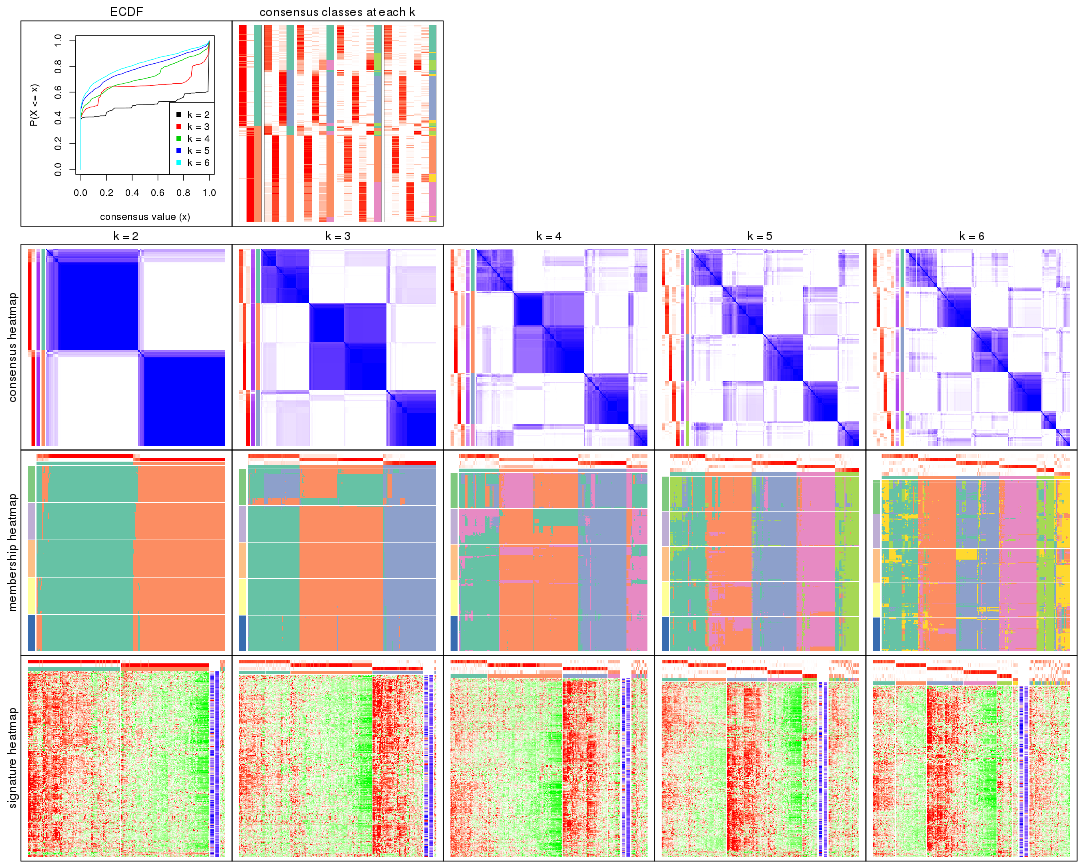 ECDF
consensus classes at each k
P(X <= x)
0.0 0.2 0.4 0.6 0.8 1.0
k = 2
k = 3
k = 4
k = 5
k = 6
0.0 0.2 0.4 0.6 0.8 1.0
consensus value (x)
k = 2 k = 3 k = 4 k = 5 k = 6
consensus heatmap
membership heatmap
signature heatmap